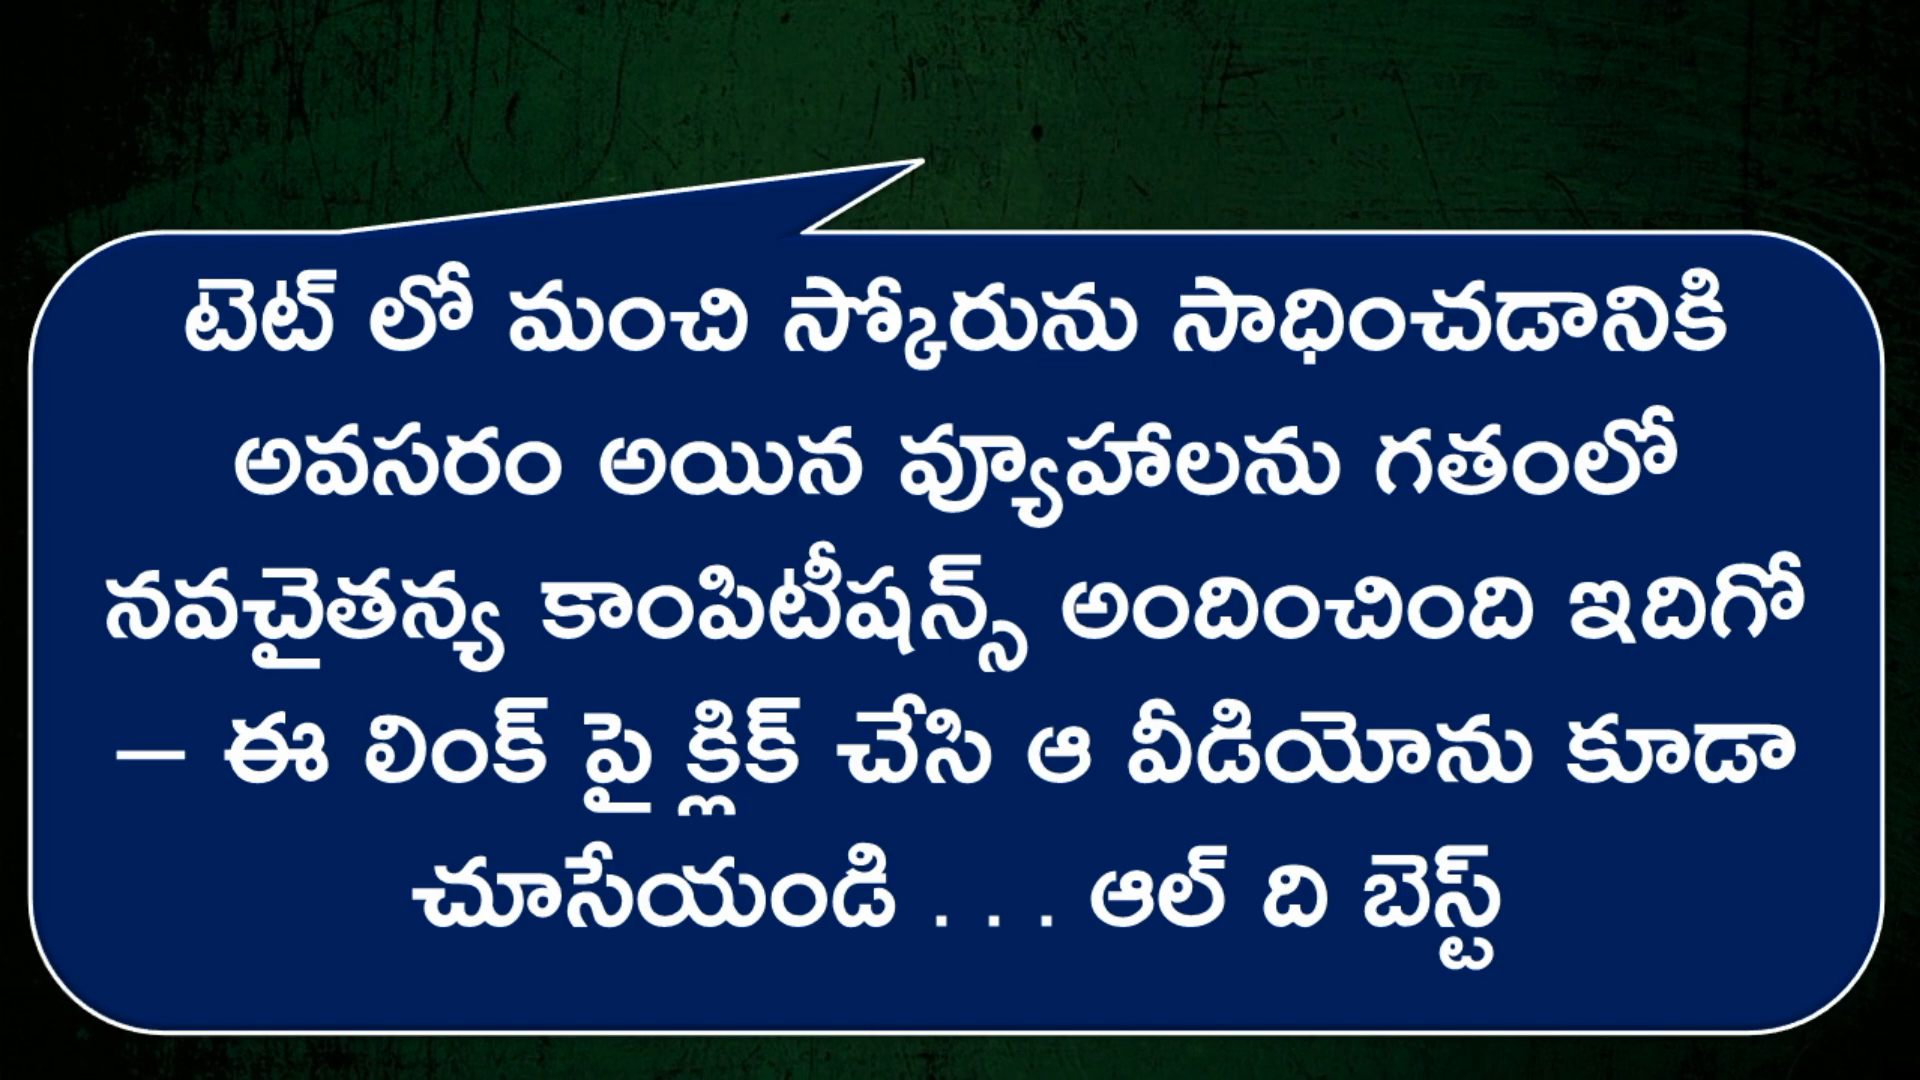 టెట్ లో మంచి స్కోరును సాధించడానికి
అవసరం అయిన వ్యూహాలను గతంలో
నవచైతన్య కాంపిటీషన్స్ అందించింది ఇదిగో
– ఈ లింక్ పై క్లిక్ చేసి ఆ వీడియోను కూడా
చూసేయండి . . . ఆల్ ది బెస్ట్